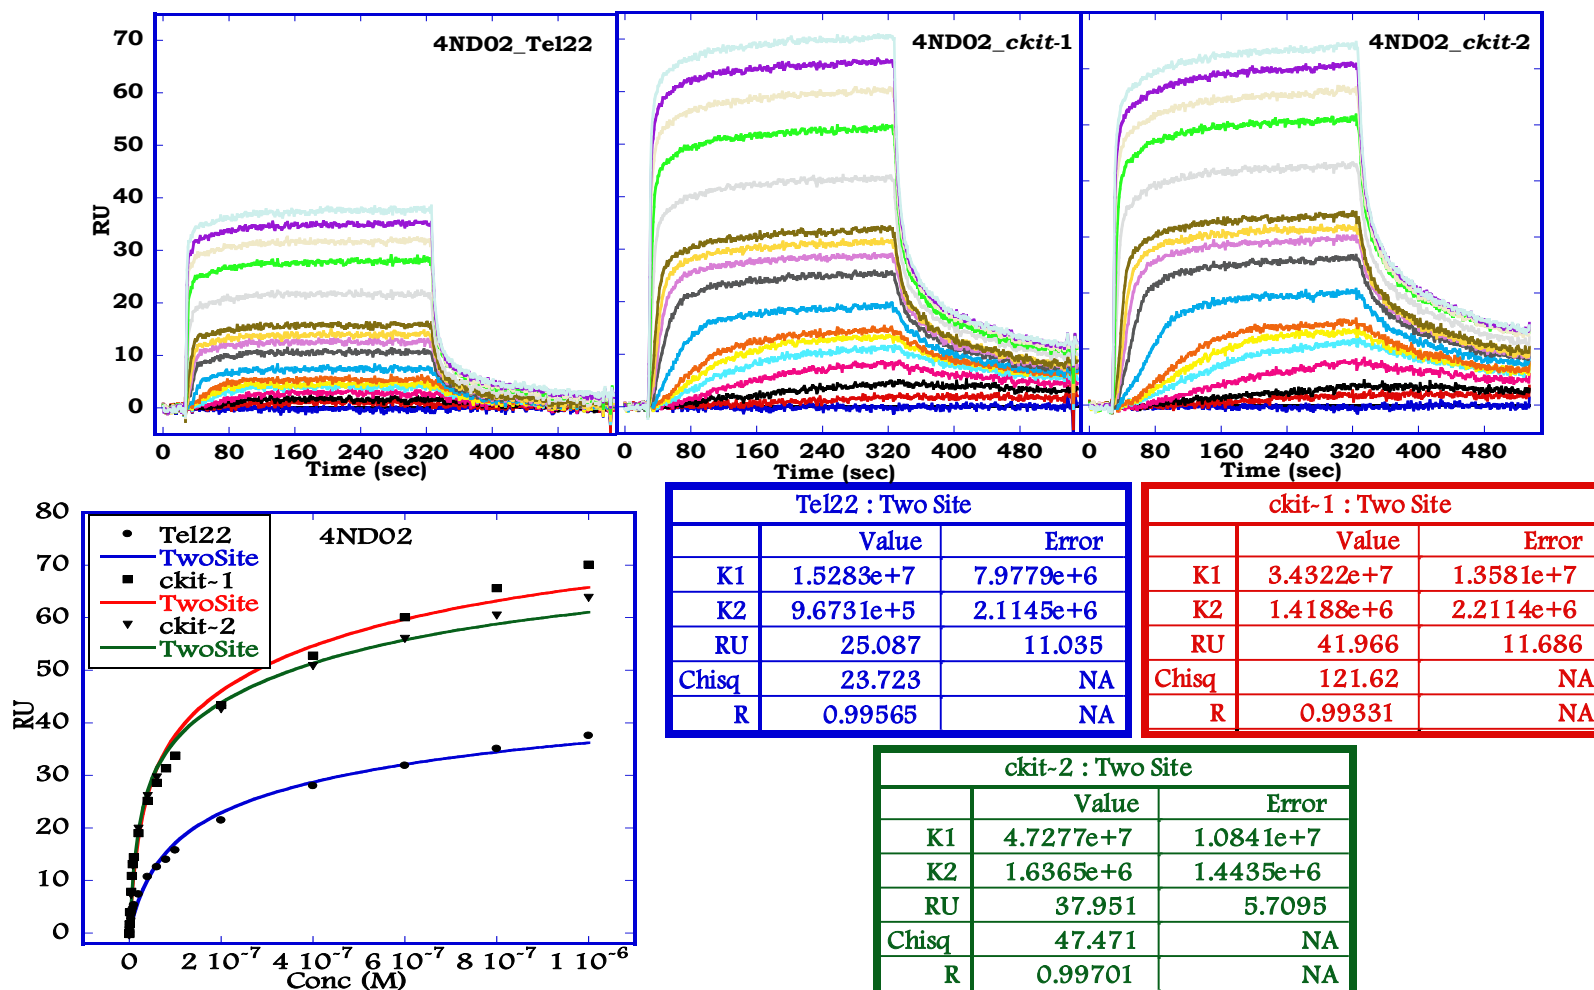 4ND02_Tel22
4ND02_ckit-1
4ND02_ckit-2
RU
70
60
50
40
30
20
10
0
0 80 160 240 320 400 480
Time (sec)
0 80 160 240 320 400 480
Time (sec)
0 80 160 240 320 400 480
Time (sec)
4ND02
Tel22
TwoSite
ckit-1
TwoSite
ckit-2
TwoSite
RU
80
70
60
50
40
30
20
10
0
0 2 10-7 4 10-7 6 10-7 8 10-7 1 10-6
Conc (M)
Tel22 : Two Site
Value Error
K1 1.5283e+7 7.9779e+6
K2 9.6731e+5 2.1145e+6
RU 25.087 11.035
Chisq 23.723 NA
R 0.99565 NA
ckit-1 : Two Site
Value Error
K1 3.4322e+7 1.3581e+7
K2 1.4188e+6 2.2114e+6
RU 41.966 11.686
Chisq 121.62 NA
R 0.99331 NA
ckit-2 : Two Site
Value Error
K1 4.7277e+7 1.0841e+7
K2 1.6365e+6 1.4435e+6
RU 37.951 5.7095
Chisq 47.471 NA
R 0.99701 NA